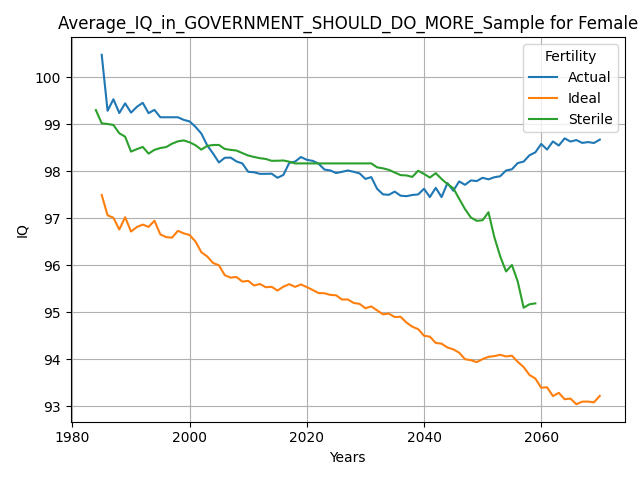 Average_IQ_in_GOVERNMENT_SHOULD_DO_MORE_Sample for Female
Fertility
Actual
Ideal
Sterile
100
99
98
97
96
95
94
93
IQ
1980
2000
2020
2040
2060
Years